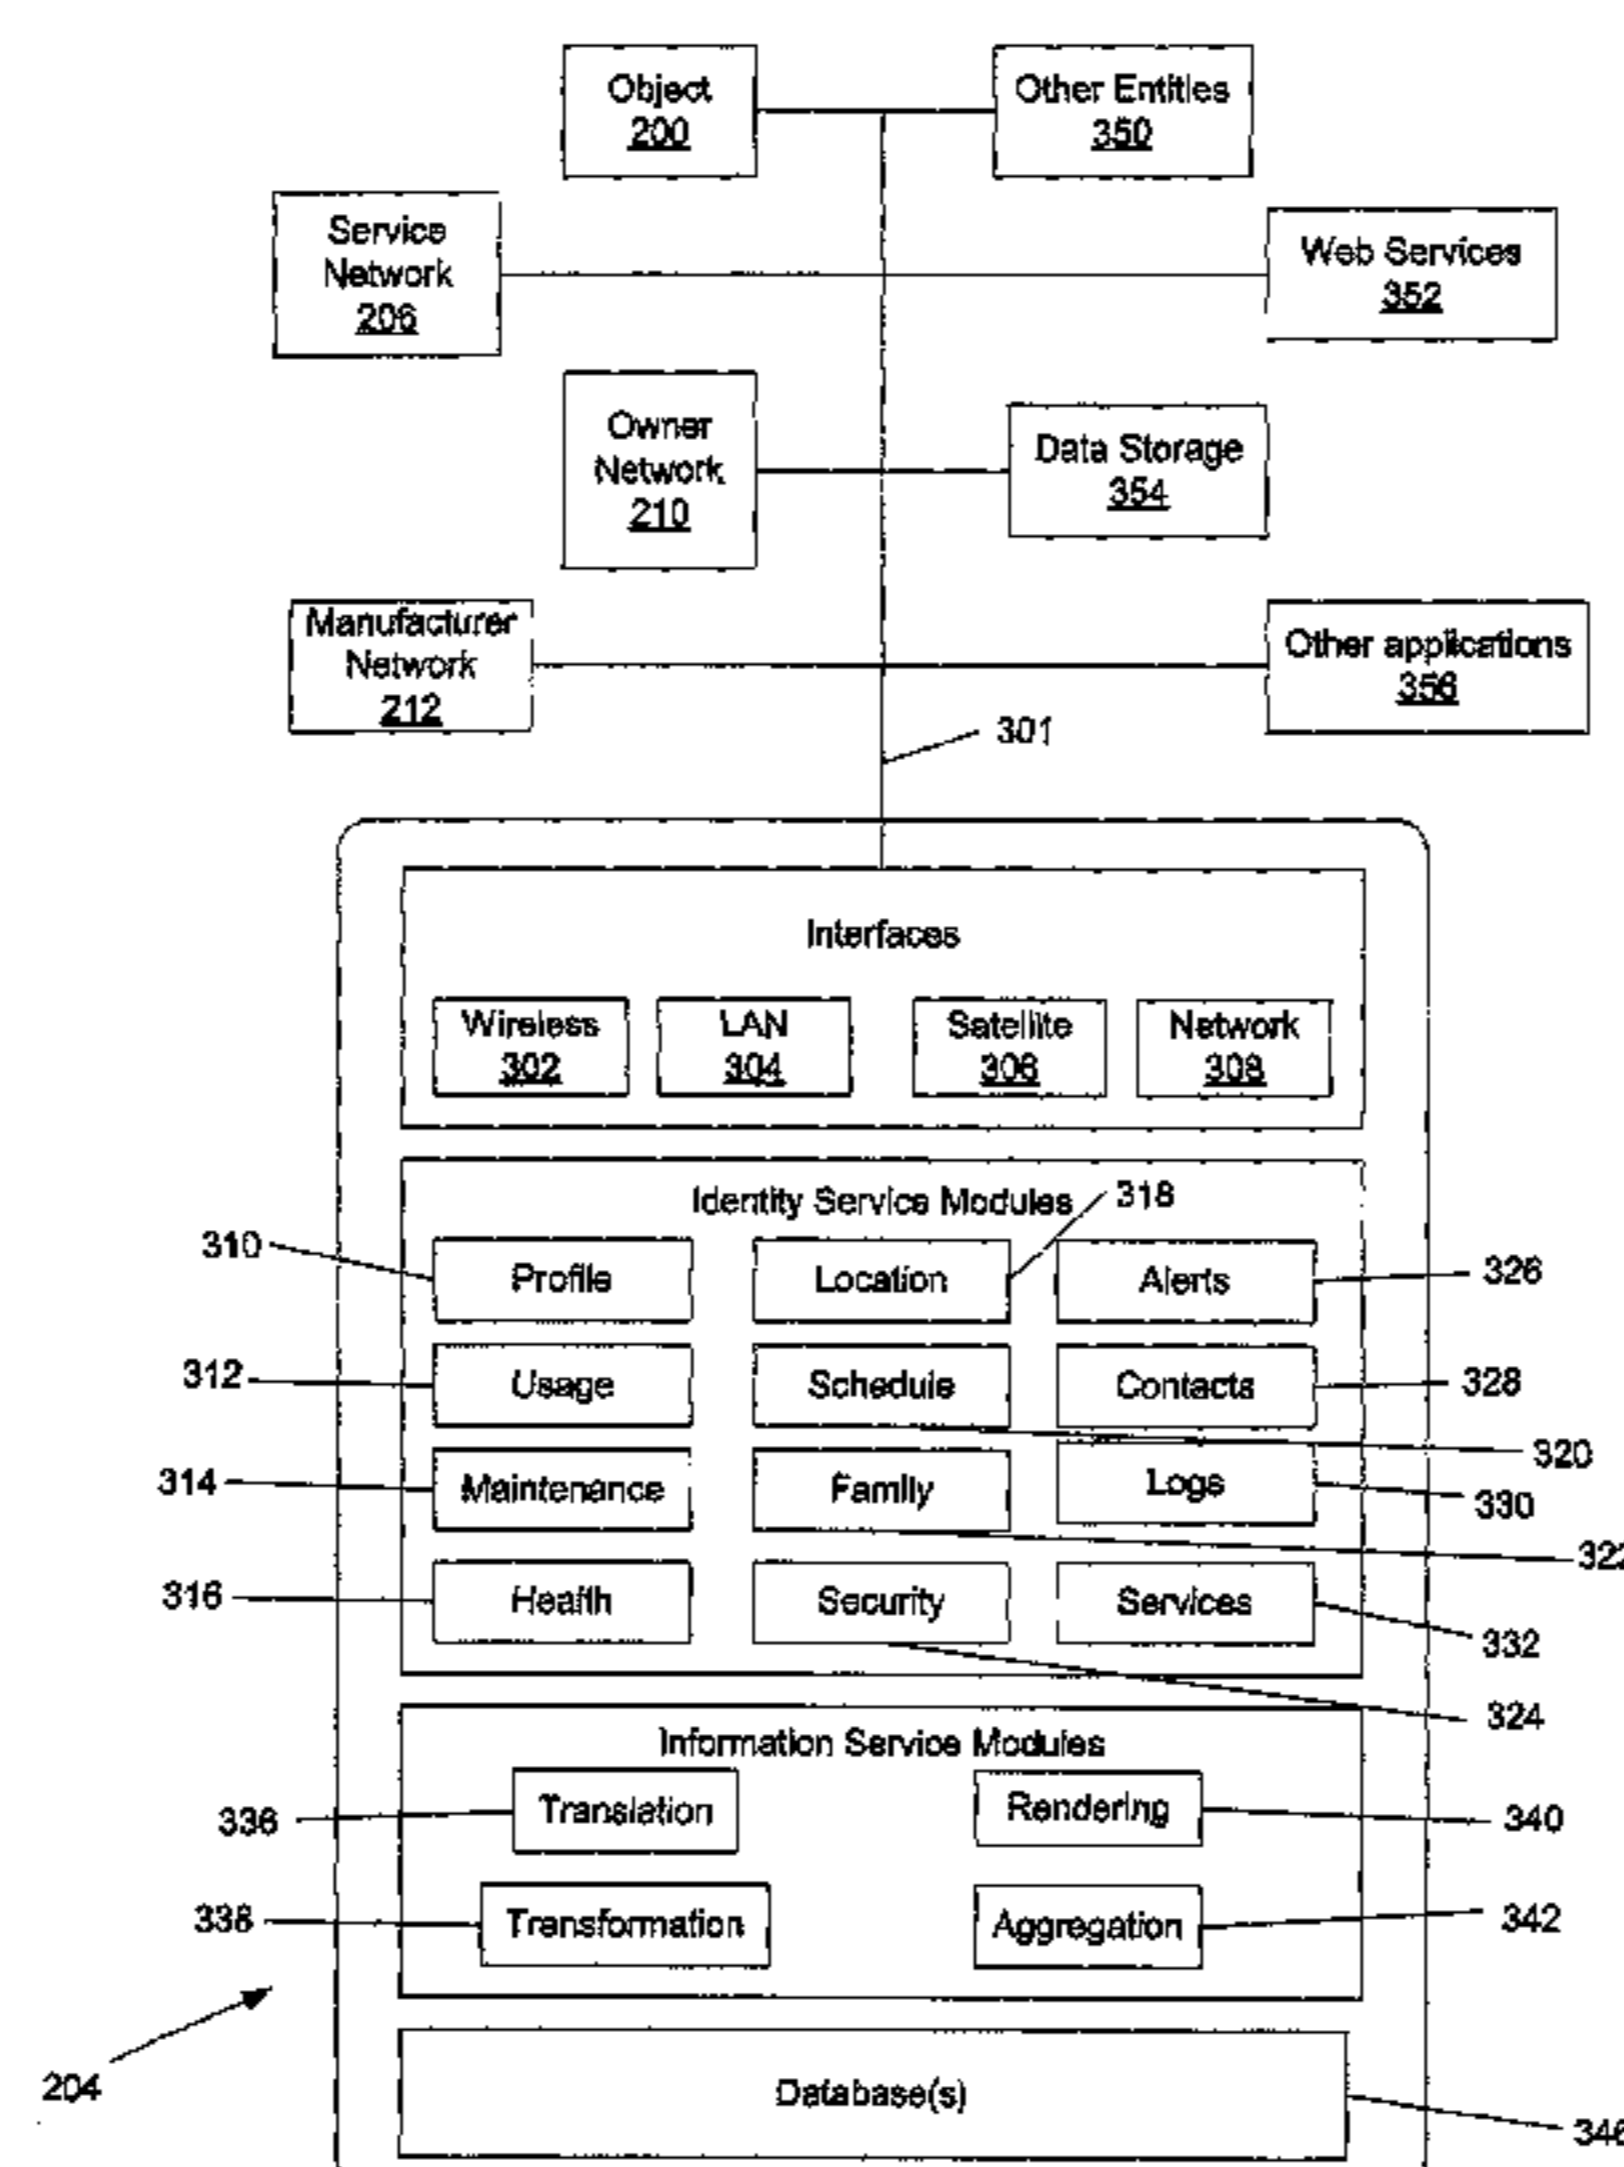 Object
200
Other Entities
350
Service
Network
206
Web Services
352
Owner
Network
210
Data Storage
354
Manufacturer
Network
212
Other applications
356
301
Interfaces
Wireless
302
LAN
304
Satellite
306
Network
308
Identity Service Modules
318
310
Profile
Location
Alerts
326
312
Usage
Schedule
Contacts
328
320
314
Maintenance
Family
Logs
330
322
316
Health
Security
Services
332
324
Information Service Modules
336
Translation
Rendering
340
338
Transformation
Aggregation
342
204
Database(s)
346